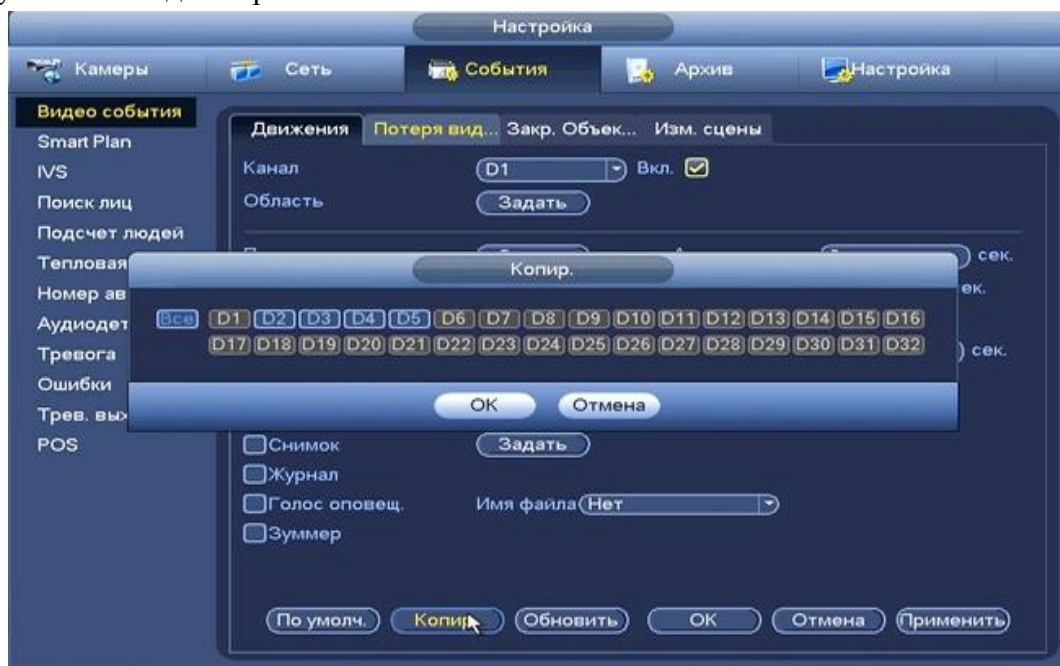 Настройка
Камеры Сеть События Архив Настройка
Видео события
Smart Plan
IVS
Поиск лиц
Подсчет людей
Тепловая
Номер ав
Аудиодет
Тревога
Ошибки
Трев. вых
POS
Движения Потеря вид... Закр. Объек... Изм. сцены
Канал D1 Вкл.
Область Задать
сек.
ек.
сек.
Копир.
Все D1 D2 D3 D4 D5 D6 D7 D8 D9 D10 D11 D12 D13 D14 D15 D16
D17 D18 D19 D20 D21 D22 D23 D24 D25 D26 D27 D28 D29 D30 D31 D32
OK Отмена
Снимок Задать
Журнал
Голос оповещ. Имя файла Нет
Зуммер
По умолч. Копир. Обновить OK Отмена Применить